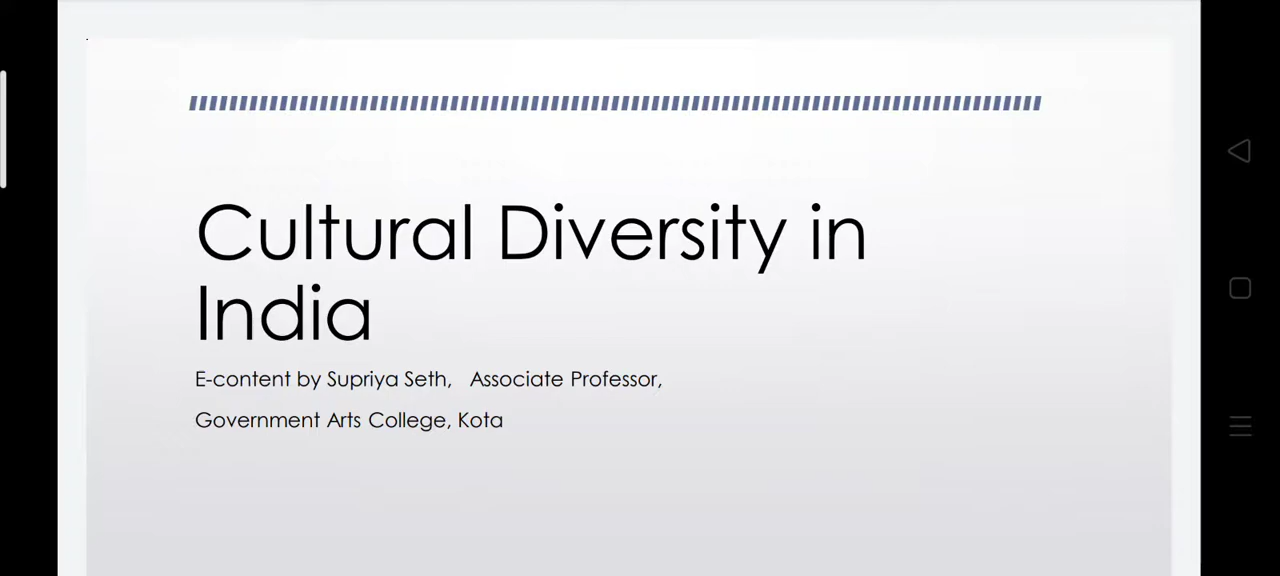 Cultural Diversity in
India
E-content by Supriya Seth, Associate Professor,
Government Arts College, Kota